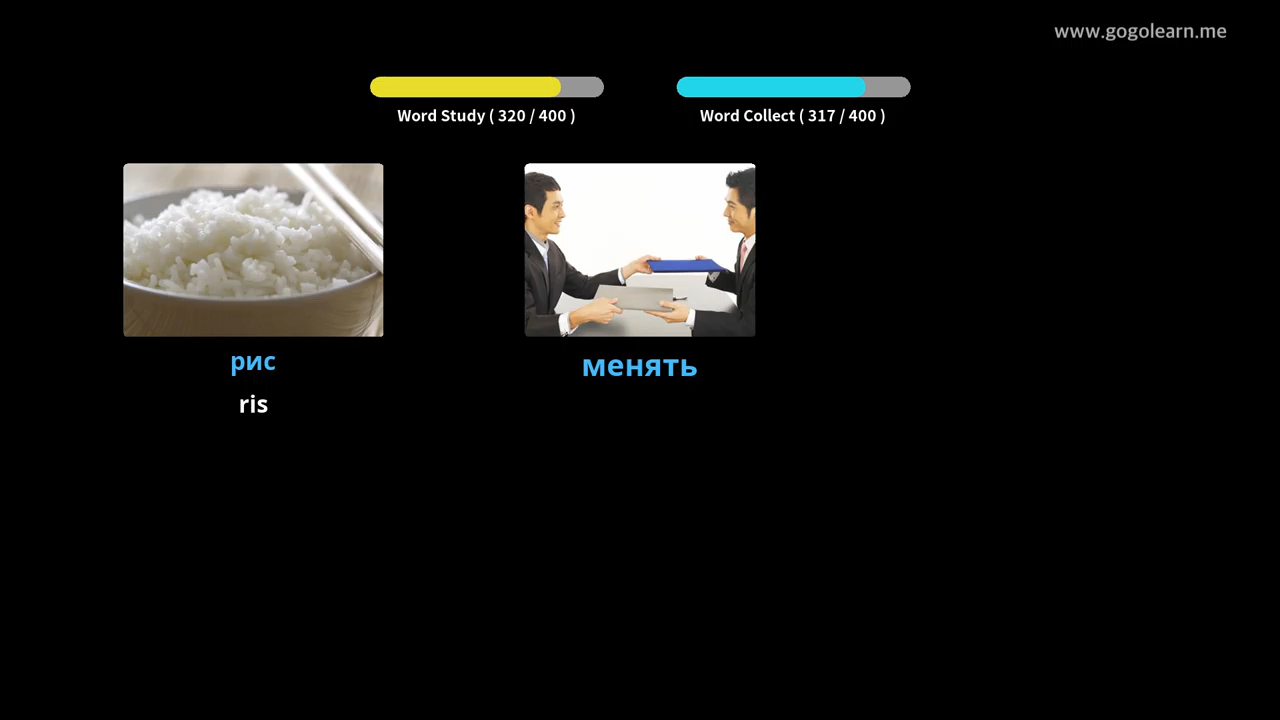 www.gogolearn.me
Word Study ( 320 / 400 )
Word Collect ( 317 / 400 )
рис
ris
менять